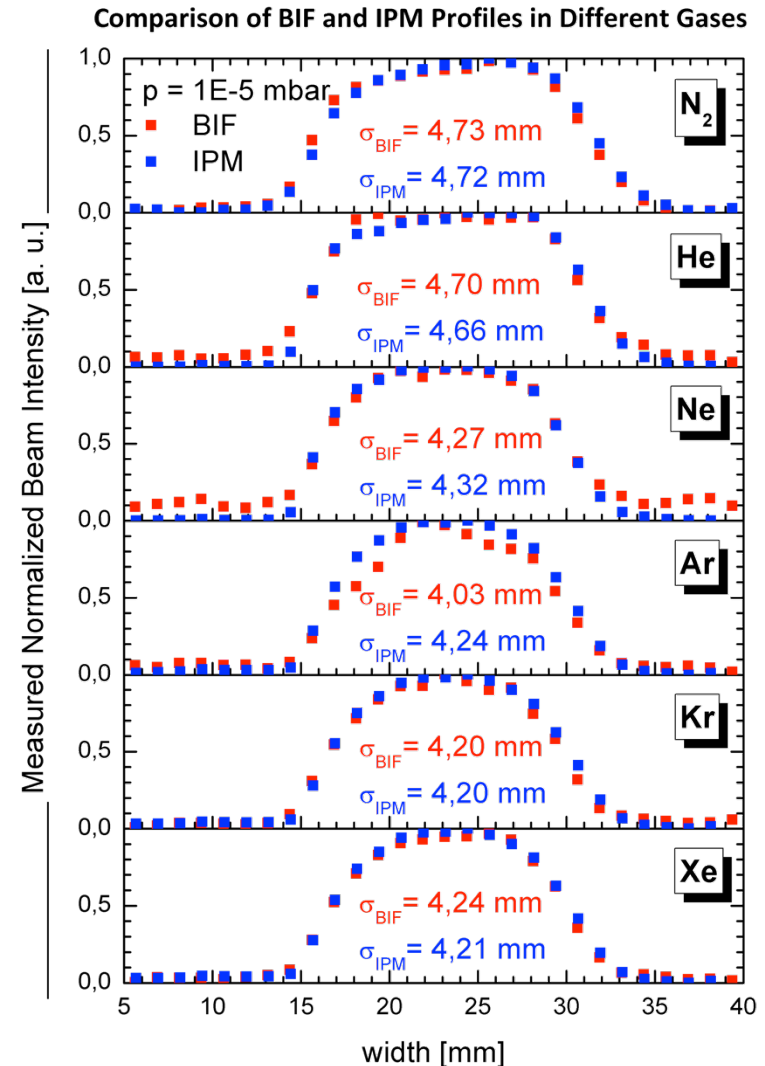 Comparison of BIF and IPM Profiles in Different Gases
Measured Normalized Beam Intensity [a. u.]
1,0
p = 1E-5 mbar
BIF
IPM
N₂
0,5
σBIF= 4,73 mm
σIPM= 4,72 mm
0,0
He
0,5
σBIF= 4,70 mm
σIPM= 4,66 mm
0,0
Ne
0,5
σBIF= 4,27 mm
σIPM= 4,32 mm
0,0
Ar
0,5
σBIF= 4,03 mm
σIPM= 4,24 mm
0,0
Kr
0,5
σBIF= 4,20 mm
σIPM= 4,20 mm
0,0
Xe
0,5
σBIF= 4,24 mm
σIPM= 4,21 mm
0,0
5 10 15 20 25 30 35 40
width [mm]